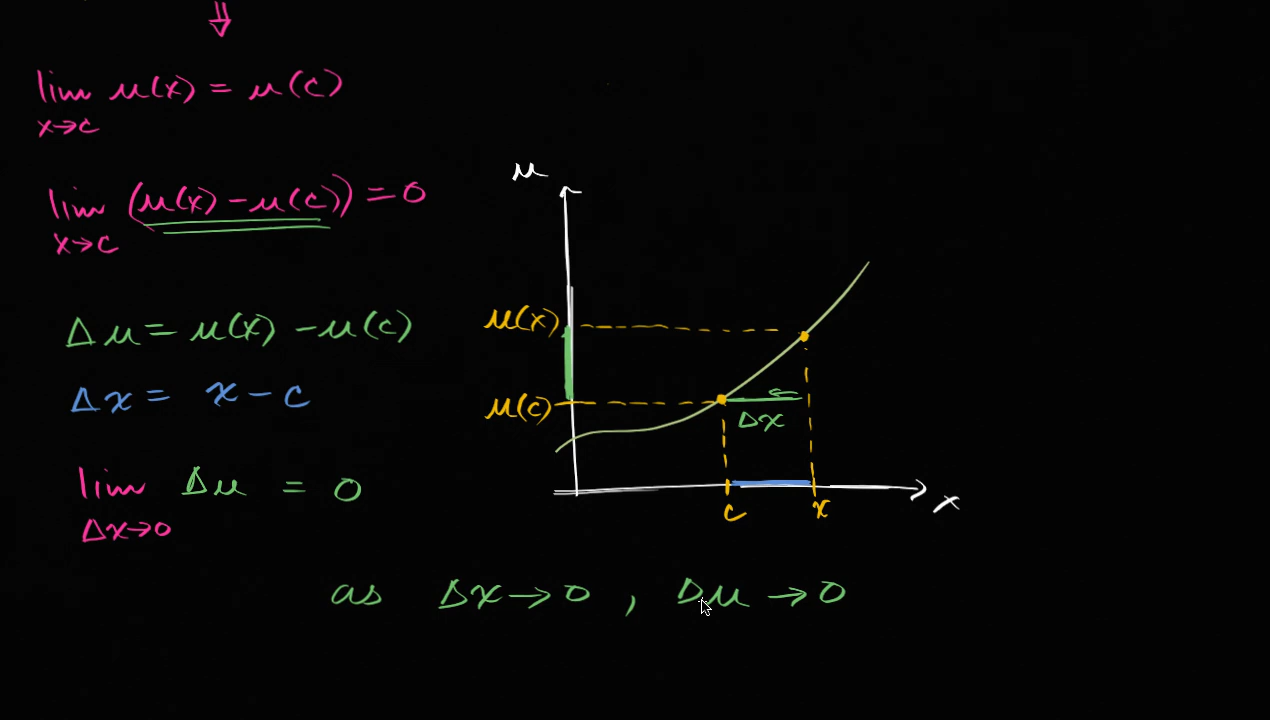 ⇓
lim u(x) = u(c)
x→c
lim (u(x) - u(c)) = 0
x→c
Δu = u(x) - u(c)
Δx = x - c
lim Δu = 0
Δx→0
u
u(x)
u(c)
Δx
c
x
x
as Δx→0, Δu→0